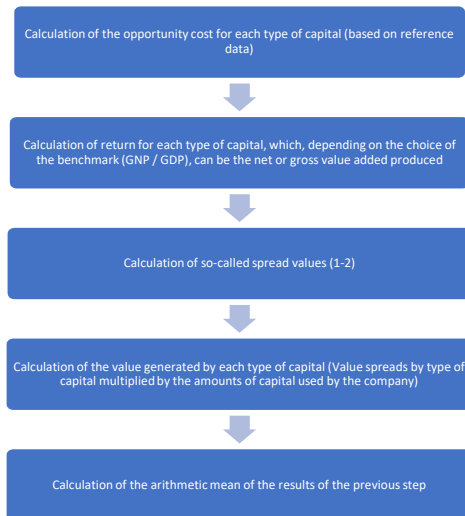 Calculation of the opportunity cost for each type of capital (based on reference
data)
Calculation of return for each type of capital, which, depending on the choice of
the benchmark (GNP / GDP), can be the net or gross value added produced
Calculation of so-called spread values (1-2)
Calculation of the value generated by each type of capital (Value spreads by type of
capital multiplied by the amounts of capital used by the company)
Calculation of the arithmetic mean of the results of the previous step